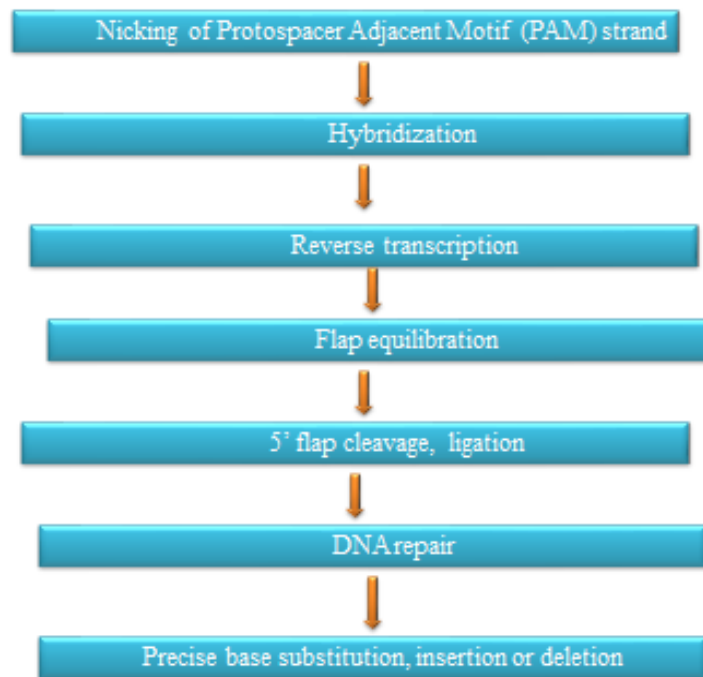 Nicking of Protospacer Adjacent Motif (PAM) strand
Hybridization
Reverse transcription
Flap equilibration
5’ flap cleavage, ligation
DNA repair
Precise base substitution, insertion or deletion